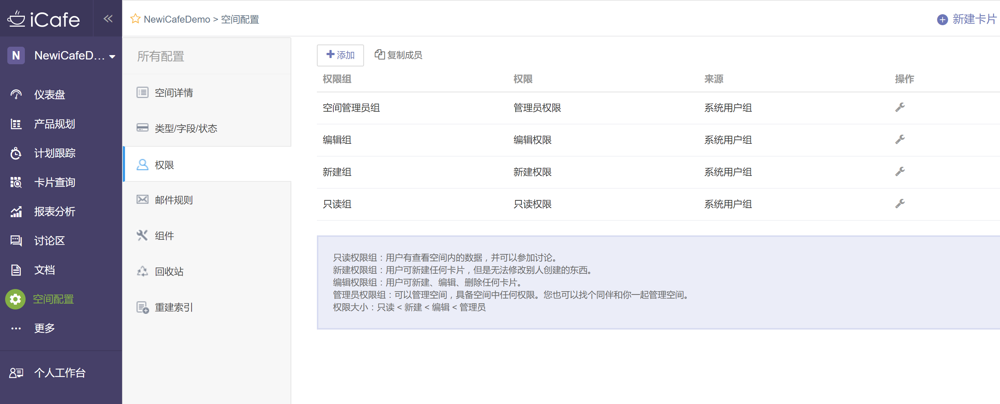 iCafe
NewiCafeDemo > 空间配置
新建卡片
N
NewiCafeD...
仪表盘
产品规划
计划跟踪
卡片查询
报表分析
讨论区
文档
空间配置
更多
个人工作台
所有配置
空间详情
类型/字段/状态
权限
邮件规则
组件
回收站
重建索引
添加
复制成员
权限组 权限 来源 操作
空间管理员组 管理员权限 系统用户组
编辑组 编辑权限 系统用户组
新建组 新建权限 系统用户组
只读组 只读权限 系统用户组
只读权限组：用户有查看空间内的数据，并可以参加讨论。
新建权限组：用户可新建任何卡片，但是无法修改别人创建的东西。
编辑权限组：用户可新建、编辑、删除任何卡片。
管理员权限组：可以管理空间，具备空间中任何权限。您也可以找个同伴和你一起管理空间。
权限大小：只读 < 新建 < 编辑 < 管理员